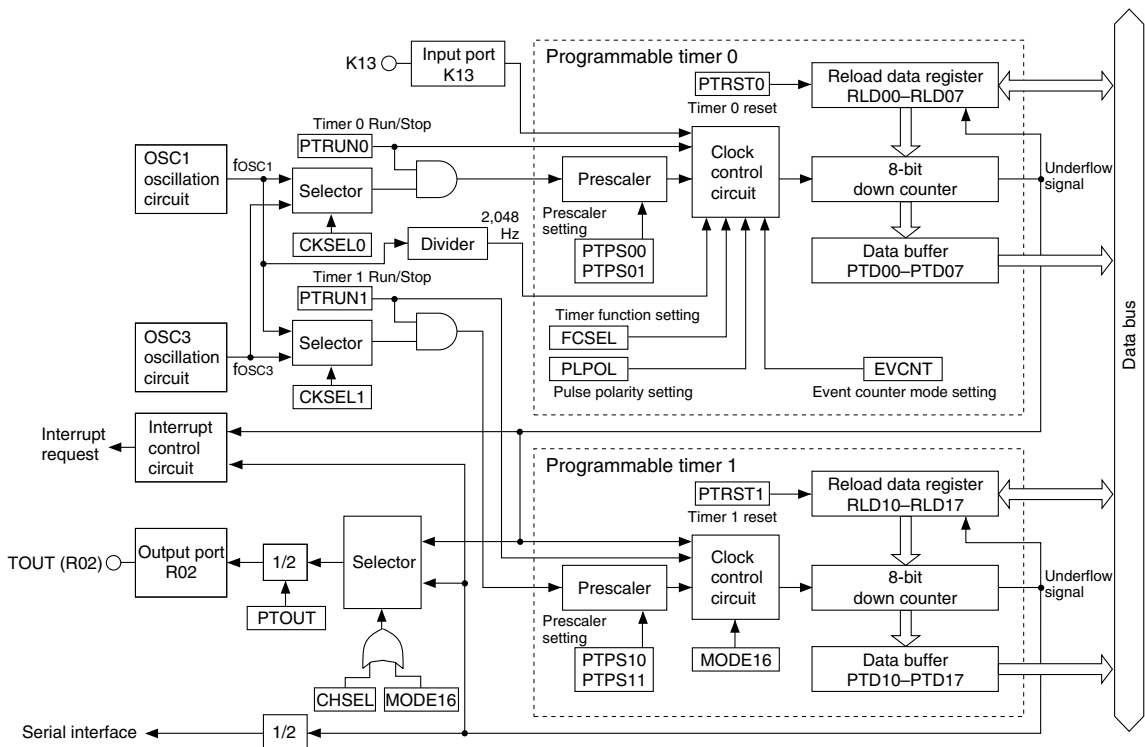 K13
Input port
K13
Programmable timer 0
PTRST0
Timer 0 reset
Reload data register
RLD00–RLD07
Timer 0 Run/Stop
PTRUN0
OSC1
oscillation
circuit
fOSC1
Selector
CKSEL0
Prescaler
Prescaler
setting
PTPS00
PTPS01
Clock
control
circuit
8-bit
down counter
Underflow
signal
Data buffer
PTD00–PTD07
2,048
Hz
Divider
Timer 1 Run/Stop
PTRUN1
OSC3
oscillation
circuit
fOSC3
Selector
CKSEL1
Timer function setting
FCSEL
PLPOL
Pulse polarity setting
EVCNT
Event counter mode setting
Data bus
Interrupt
request
Interrupt
control
circuit
Programmable timer 1
PTRST1
Timer 1 reset
Reload data register
RLD10–RLD17
TOUT (R02)
Output port
R02
1/2
PTOUT
Selector
CHSEL
MODE16
Prescaler
Prescaler
setting
PTPS10
PTPS11
Clock
control
circuit
MODE16
8-bit
down counter
Underflow
signal
Data buffer
PTD10–PTD17
Serial interface
1/2